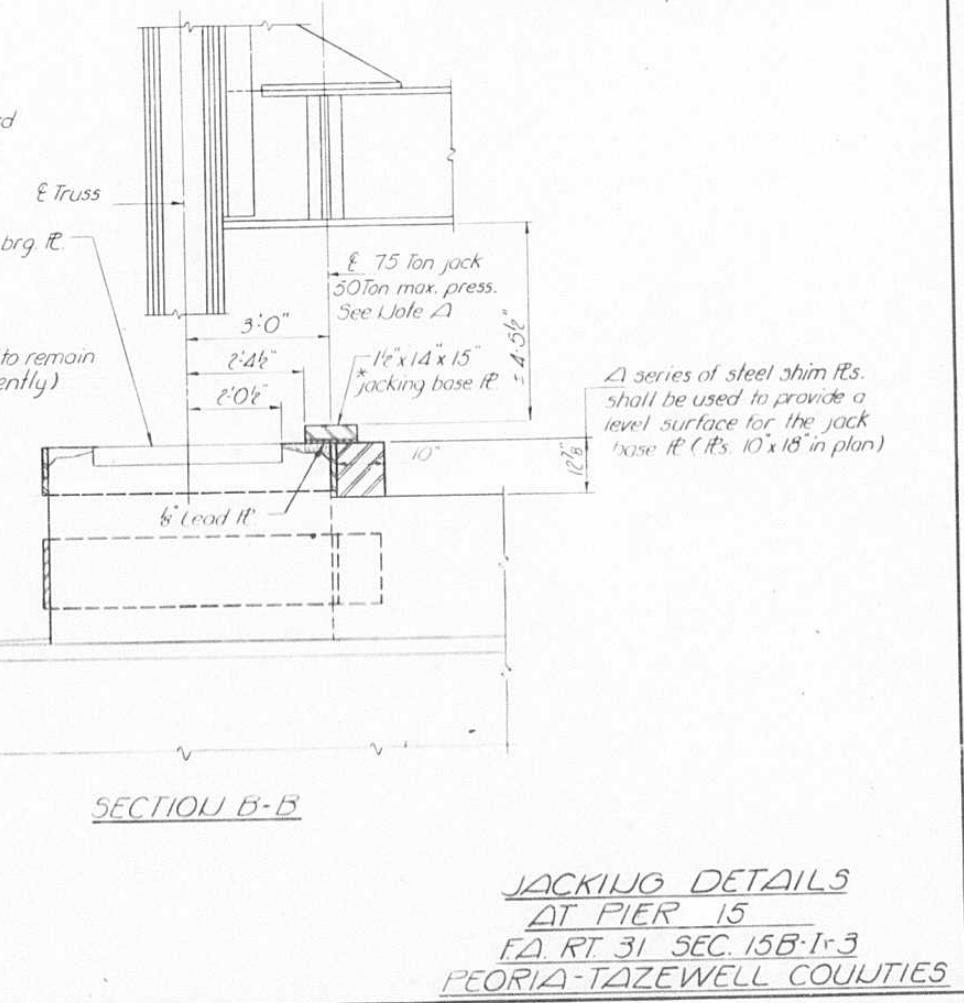 rd
℄ Truss
brg. ℞.
℄ 75 Ton jack
50 Ton max. press.
See Note A
3'-0"
2'-4½"
2'-0½"
1½" x 14" x 15"
* jacking base ℞
± 4'-5½"
to remain
ently)
A series of steel shim ℞s.
shall be used to provide a
level surface for the jack
base ℞ (℞s. 10" x 18" in plan)
10"
12⅞"
⅛" Lead ℞
SECTION B-B
JACKING DETAILS
AT PIER 15
F.A. RT. 31 SEC. 15B-1r3
PEORIA-TAZEWELL COUNTIES